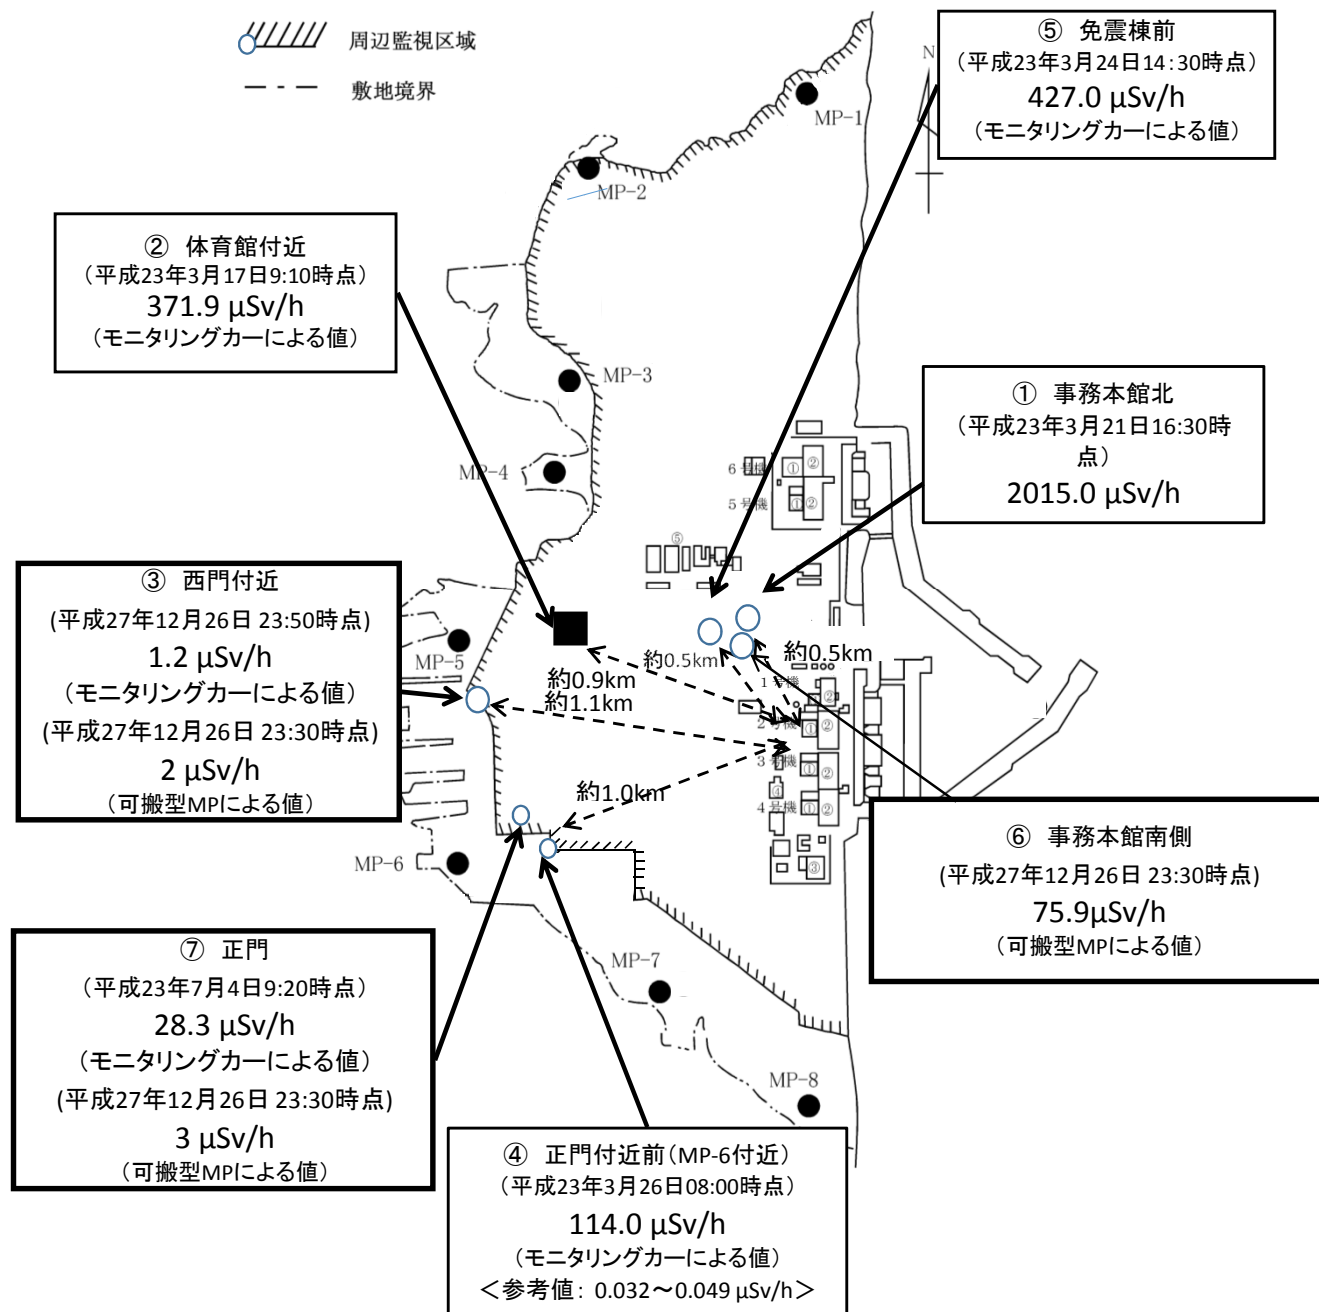 周辺監視区域
敷地境界
N
⑤ 免震棟前
(平成23年3月24日14:30時点)
427.0 μSv/h
(モニタリングカーによる値)
MP-1
MP-2
② 体育館付近
(平成23年3月17日9:10時点)
371.9 μSv/h
(モニタリングカーによる値)
MP-3
① 事務本館北
(平成23年3月21日16:30時
点)
2015.0 μSv/h
MP-4
6号機
①
②
5号機
①
②
⑤
③ 西門付近
(平成27年12月26日 23:50時点)
1.2 μSv/h
(モニタリングカーによる値)
(平成27年12月26日 23:30時点)
2 μSv/h
(可搬型MPによる値)
MP-5
約0.5km
約0.5km
約0.9km
約1.1km
1号機
②
2号機
①
②
3号機
①
②
約1.0km
④
4号機
①
②
③
MP-6
⑥ 事務本館南側
(平成27年12月26日 23:30時点)
75.9μSv/h
(可搬型MPによる値)
⑦ 正門
(平成23年7月4日9:20時点)
28.3 μSv/h
(モニタリングカーによる値)
(平成27年12月26日 23:30時点)
3 μSv/h
(可搬型MPによる値)
MP-7
MP-8
④ 正門付近前(MP-6付近)
(平成23年3月26日08:00時点)
114.0 μSv/h
(モニタリングカーによる値)
＜参考値: 0.032～0.049 μSv/h＞